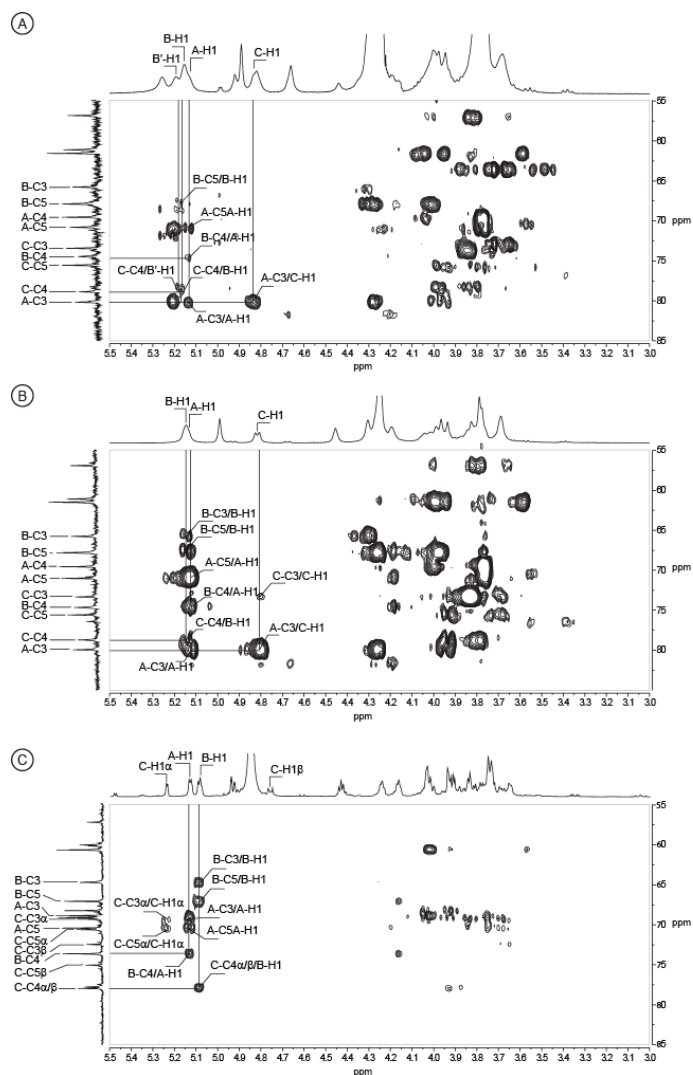 A
B-H1
B'-H1
A-H1
C-H1
B-C3
B-C5
A-C4
A-C5
C-C3
B-C4
C-C5
C-C4
A-C3
B-C5/B-H1
A-C5A-H1
B-C4/A-H1
C-C4/B'-H1
C-C4/B-H1
A-C3/C-H1
A-C3/A-H1
55
60
65
70
75
80
85
ppm
5.5 5.4 5.3 5.2 5.1 5.0 4.9 4.8 4.7 4.6 4.5 4.4 4.3 4.2 4.1 4.0 3.9 3.8 3.7 3.6 3.5 3.4 3.3 3.2 3.1 3.0
ppm
B
B-H1
A-H1
C-H1
B-C3
B-C5
A-C4
A-C5
C-C3
B-C4
C-C5
C-C4
A-C3
B-C3/B-H1
B-C5/B-H1
A-C5/A-H1
C-C3/C-H1
B-C4/A-H1
C-C4/B-H1
A-C3/C-H1
A-C3/A-H1
55
60
65
70
75
80
ppm
5.5 5.4 5.3 5.2 5.1 5.0 4.9 4.8 4.7 4.6 4.5 4.4 4.3 4.2 4.1 4.0 3.9 3.8 3.7 3.6 3.5 3.4 3.3 3.2 3.1 3.0
ppm
C
A-H1
B-H1
C-H1α
C-H1β
B-C3
B-C5
A-C3
C-C3α
A-C5
C-C5α
C-C3β
B-C4
C-C5β
C-C4α/β
B-C3/B-H1
B-C5/B-H1
C-C3α/C-H1α
A-C3/A-H1
C-C5α/C-H1α
A-C5A-H1
B-C4/A-H1
C-C4α/β/B-H1
55
60
65
70
75
80
85
ppm
5.5 5.4 5.3 5.2 5.1 5.0 4.9 4.8 4.7 4.6 4.5 4.4 4.3 4.2 4.1 4.0 3.9 3.8 3.7 3.6 3.5 3.4 3.3 3.2 3.1 3.0
ppm